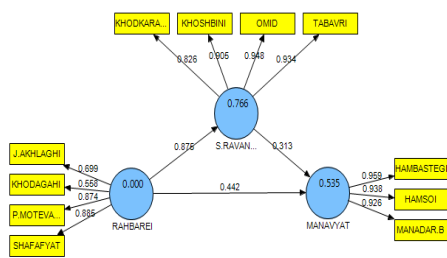 KHODKARA...
KHOSHBINI
OMID
TABAVRI
0.826
0.905
0.948
0.934
0.766
S.RAVAN...
J.AKHLAGHI
KHODAGAHI
P.MOTEVA...
SHAFAFYAT
0.699
0.558
0.874
0.885
0.000
RAHBAREI
0.875
0.313
0.442
0.535
MANAVYAT
0.959
0.938
0.926
HAMBASTEGI
HAMSOI
MANADAR.B